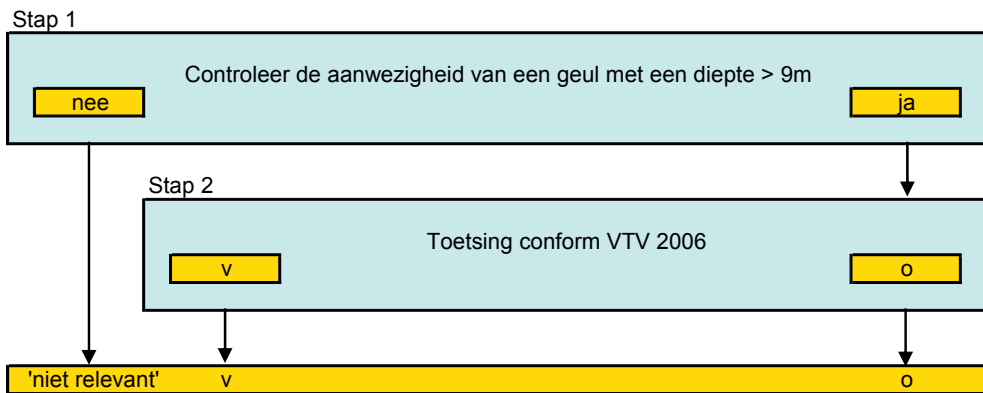 Stap 1
Controleer de aanwezigheid van een geul met een diepte > 9m
nee
ja
Stap 2
Toetsing conform VTV 2006
v
o
'niet relevant'
v
o